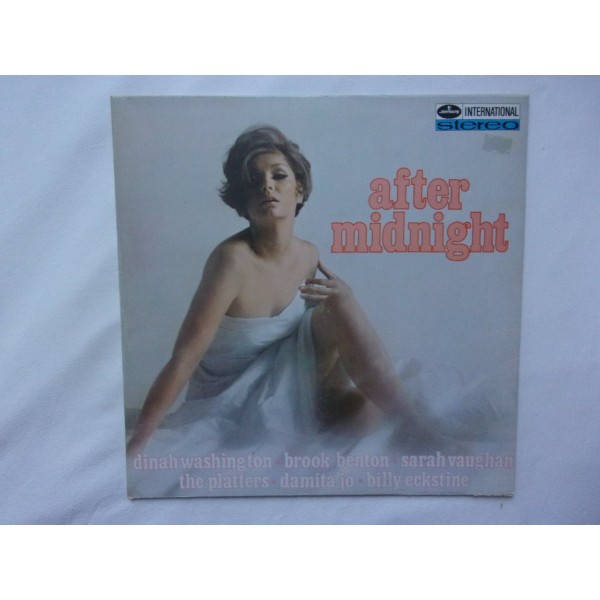 INTERNATIONAL
stereo
after
midnight
dinah washington · brook benton · sarah vaughan
the platters · damita jo · billy eckstine